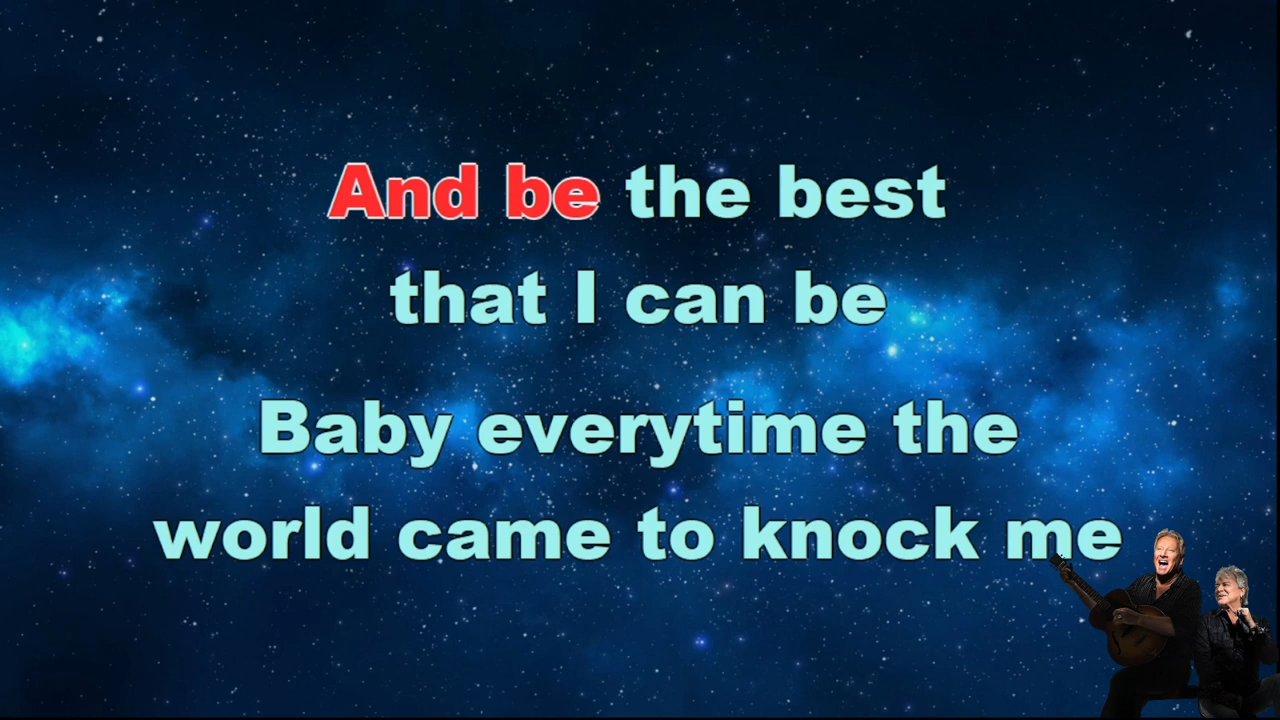 And be the best
that I can be
Baby everytime the
world came to knock me